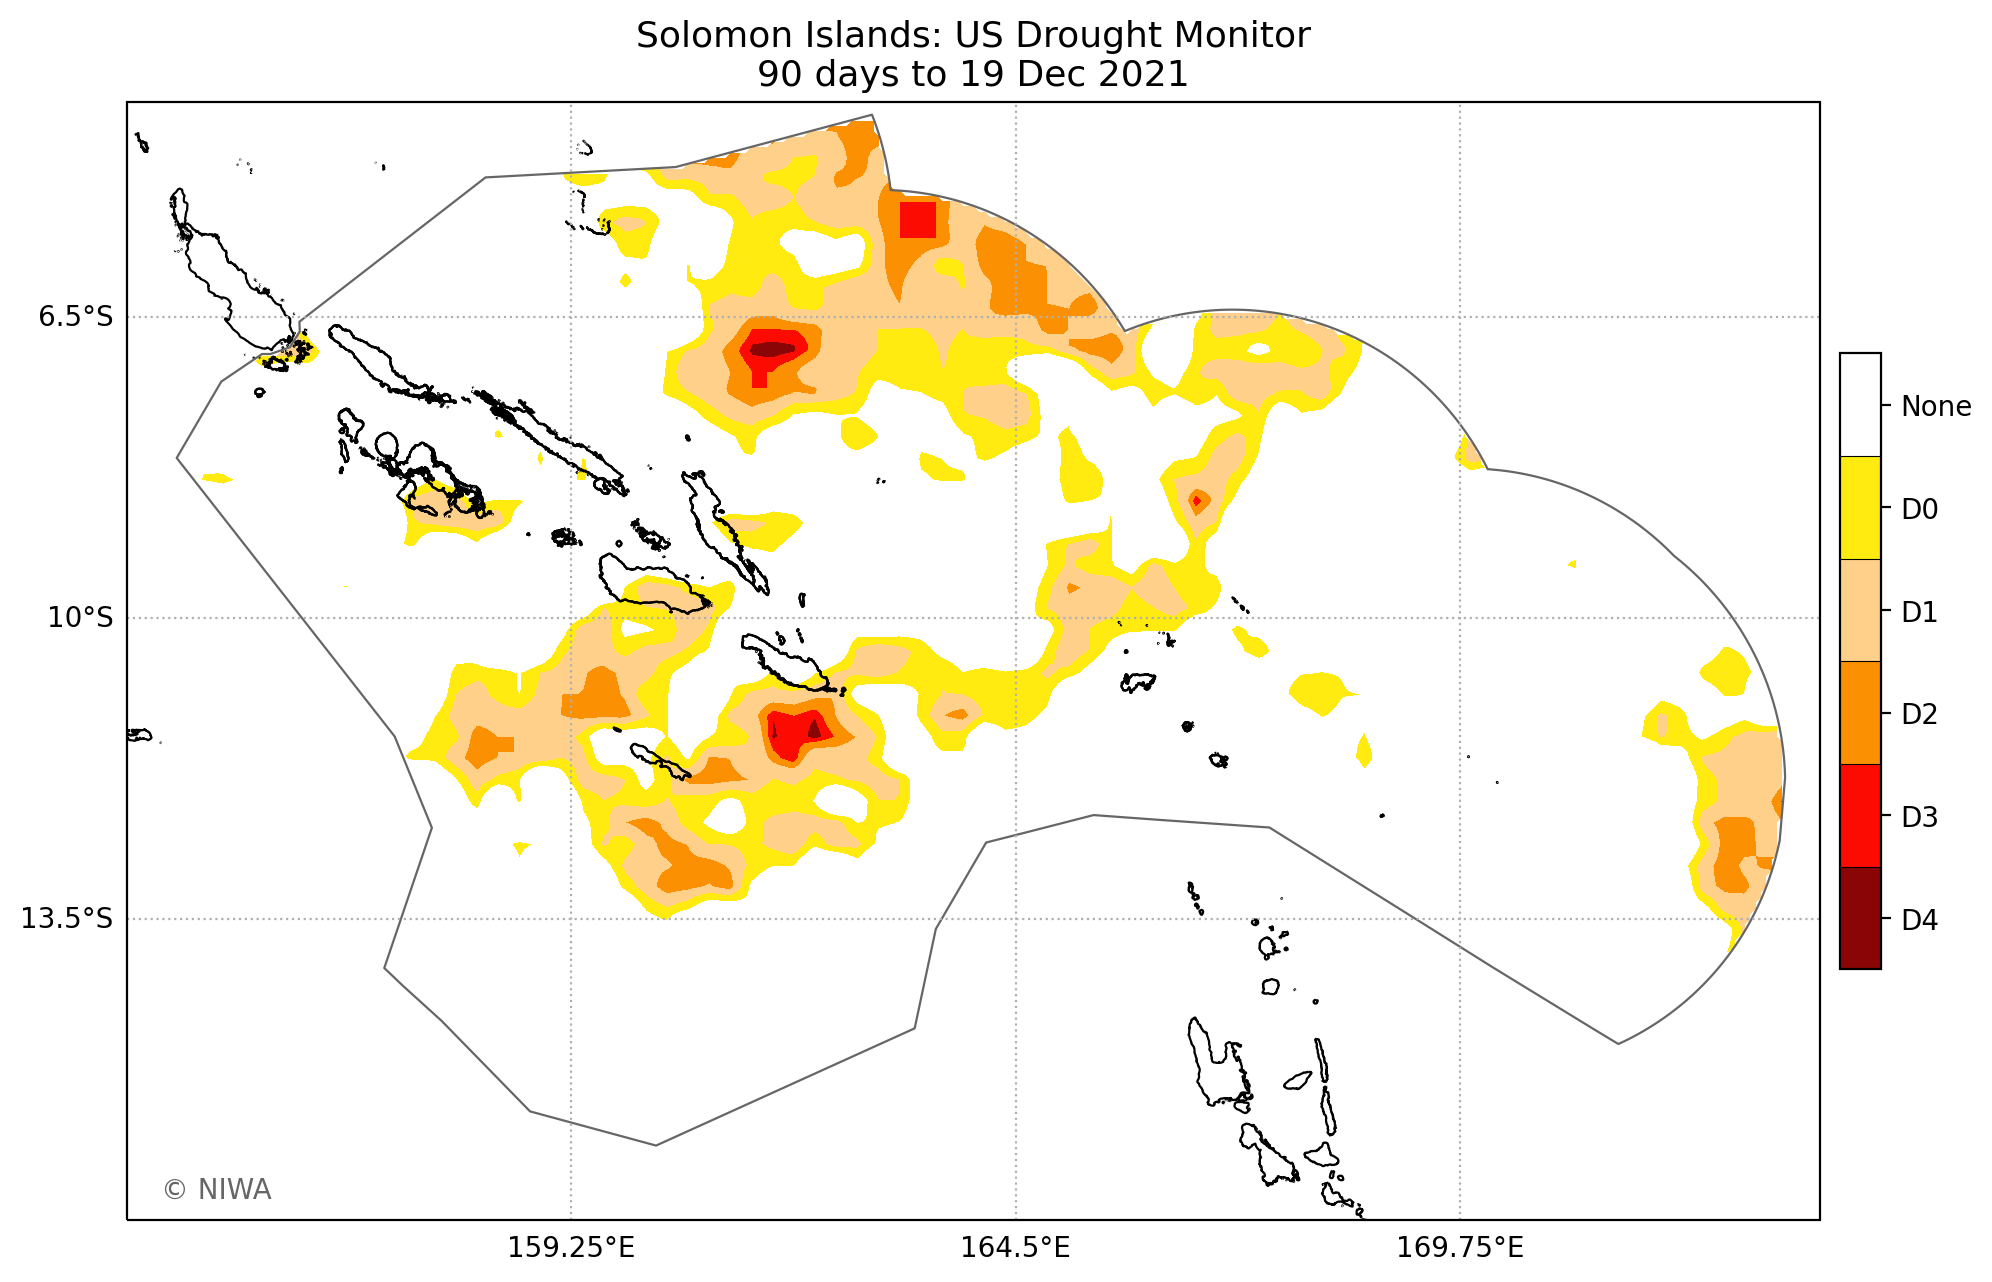 Solomon Islands: US Drought Monitor
90 days to 19 Dec 2021
6.5°S
10°S
13.5°S
159.25°E
164.5°E
169.75°E
None
D0
D1
D2
D3
D4
© NIWA